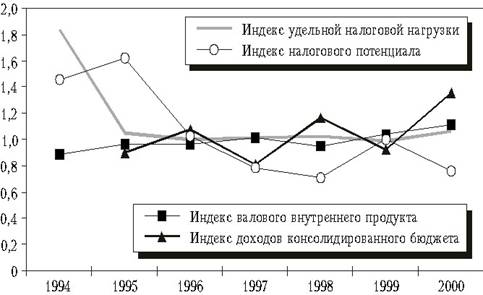 2,0
1,8
1,6
1,4
1,2
1,0
0,8
0,6
0,4
0,2
0
Индекс удельной налоговой нагрузки
Индекс налогового потенциала
Индекс валового внутреннего продукта
Индекс доходов консолидированного бюджета
1994 1995 1996 1997 1998 1999 2000